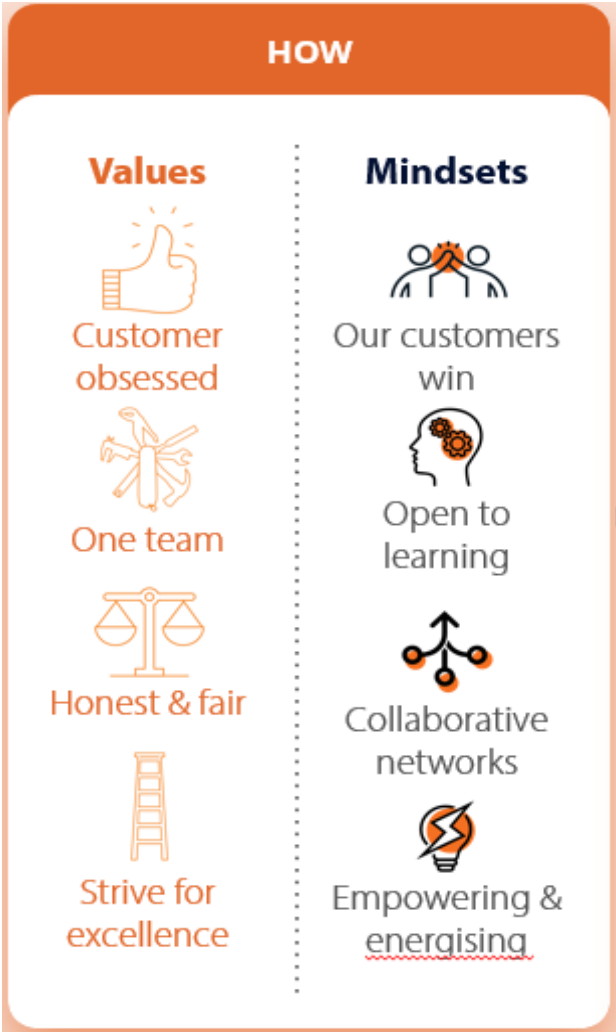 HOW
Values
Customer
obsessed
One team
Honest & fair
Strive for
excellence
Mindsets
Our customers
win
Open to
learning
Collaborative
networks
Empowering &
energising